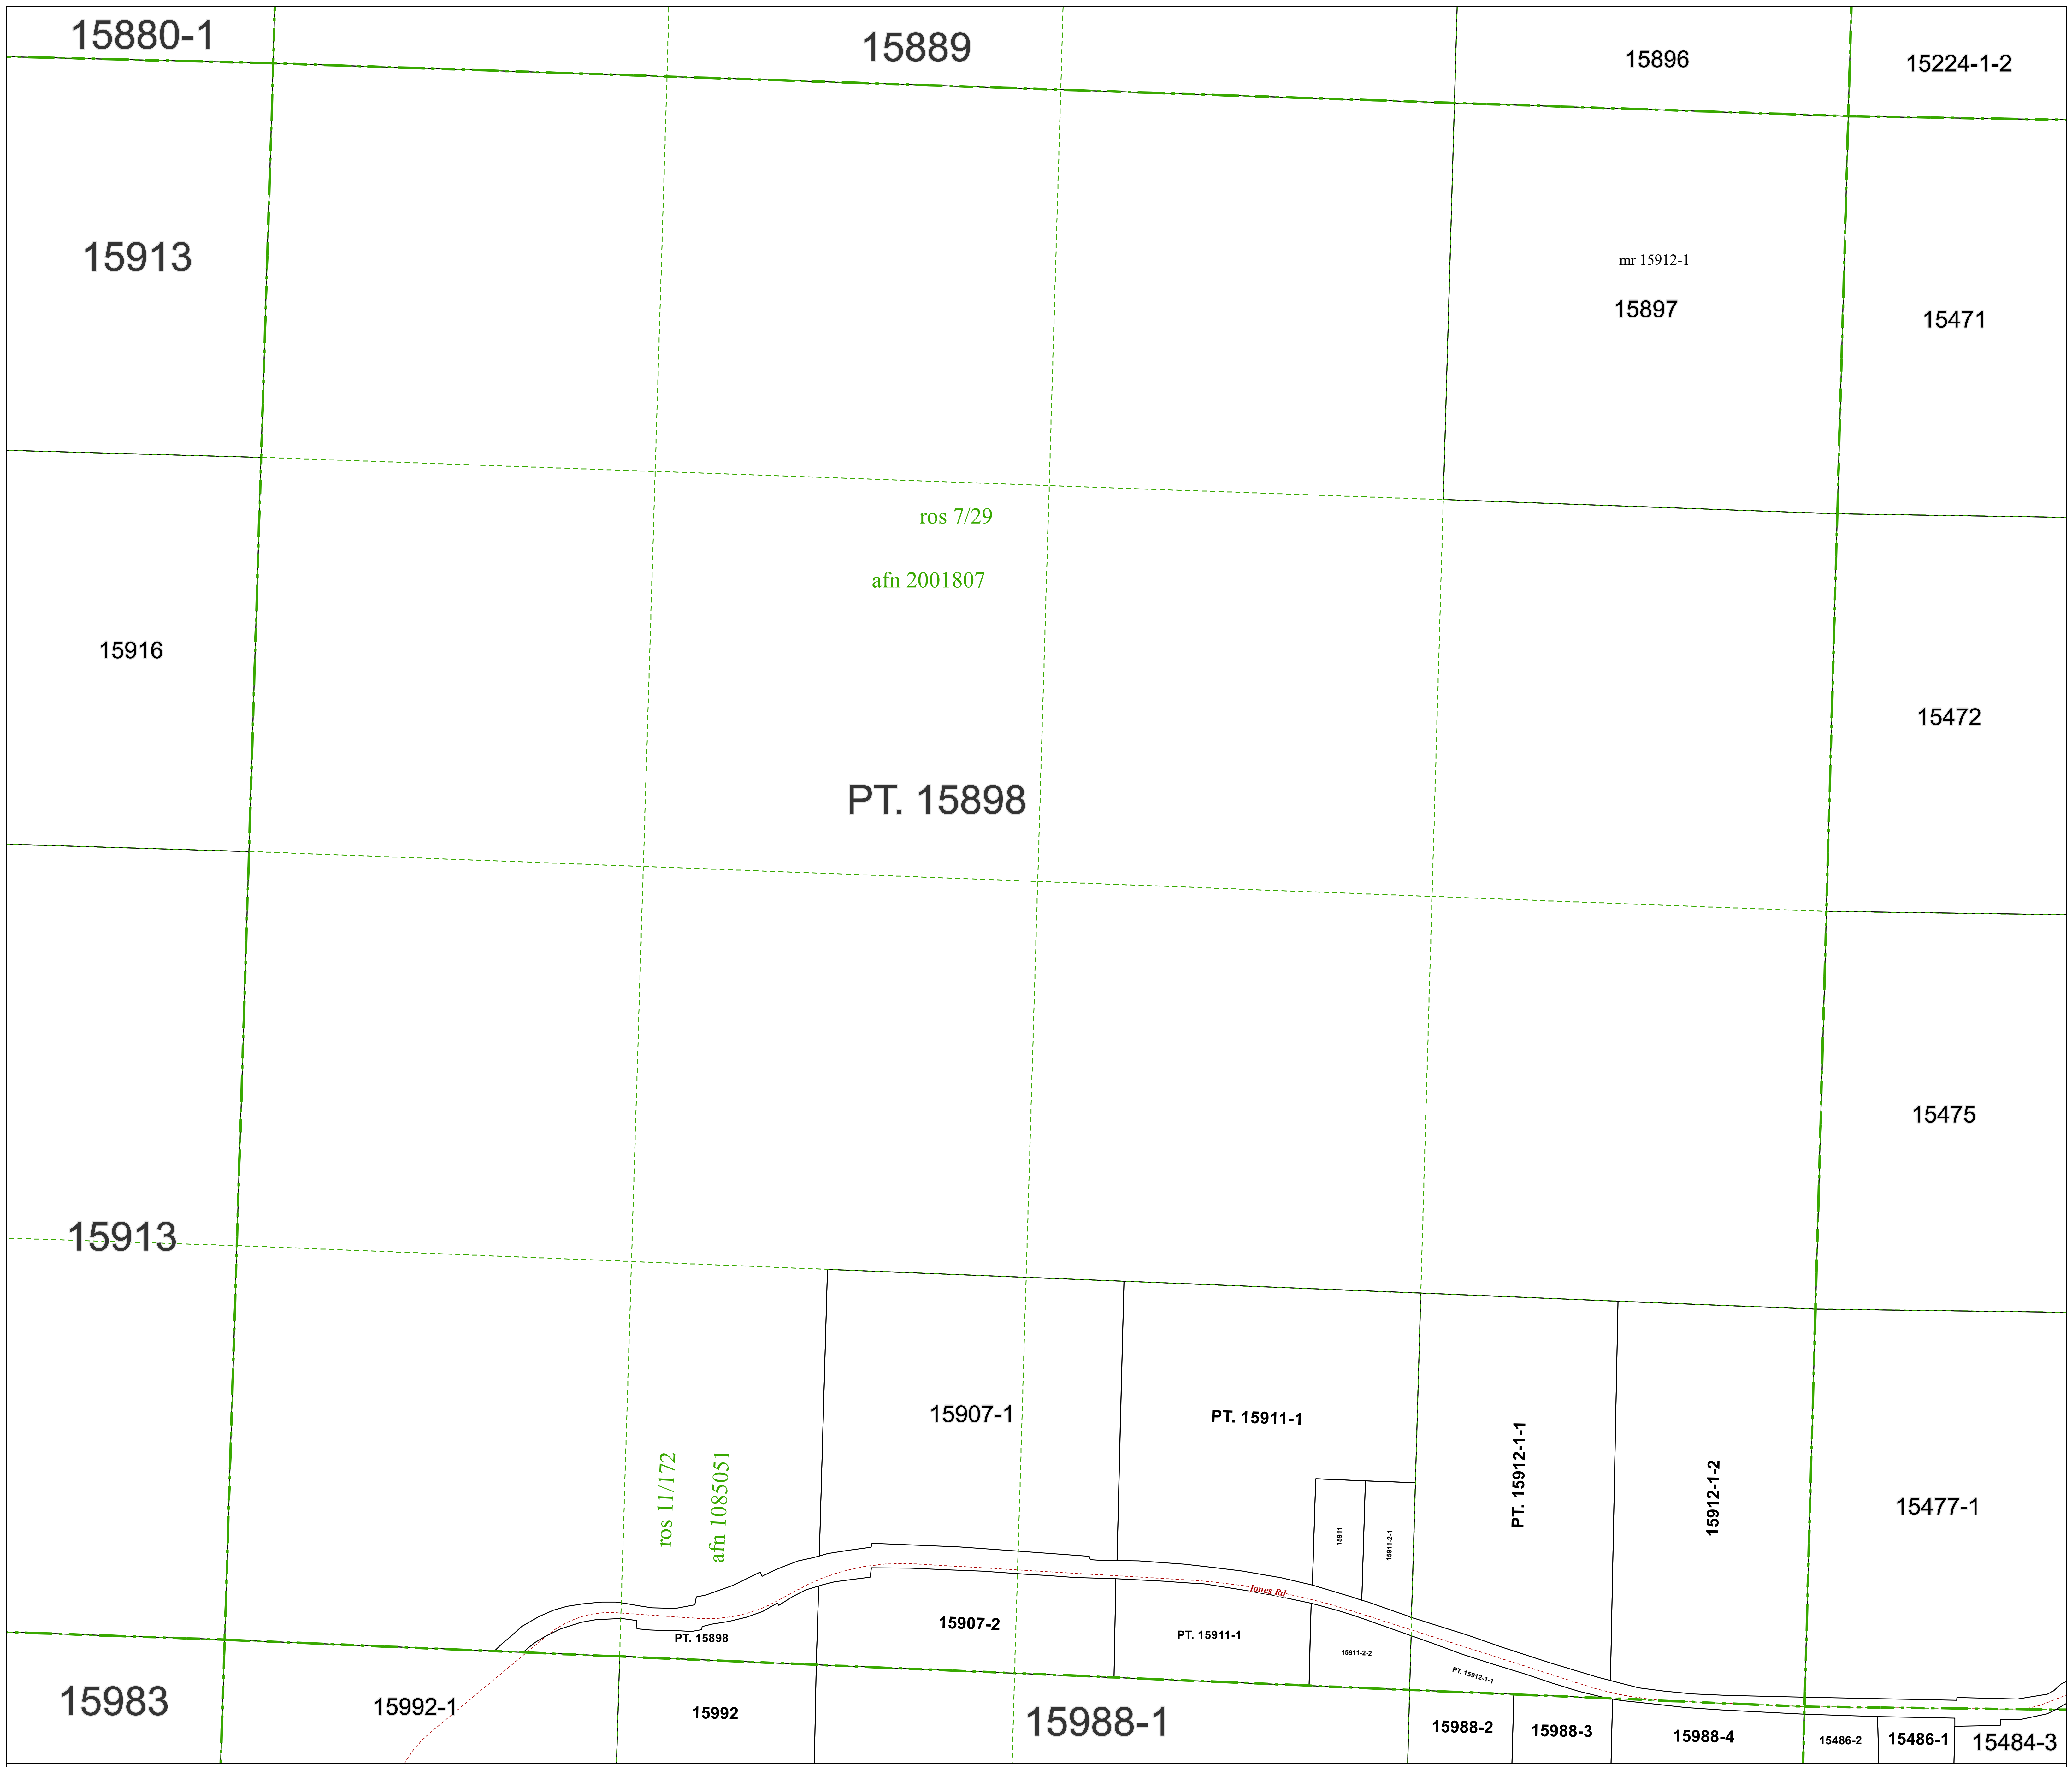 15880-1
15889
15896
15224-1-2
15913
mr 15912-1
15897
15471
ros 7/29
afn 2001807
15916
15472
PT. 15898
15475
15913
15907-1
PT. 15911-1
PT. 15912-1-1
15912-1-2
15477-1
ros 11/172
afn 1085051
15911
15911-2-1
Jones Rd
15907-2
PT. 15898
PT. 15911-1
15911-2-2
PT. 15912-1-1
15983
15992-1
15992
15988-1
15988-2
15988-3
15988-4
15486-2
15486-1
15484-3